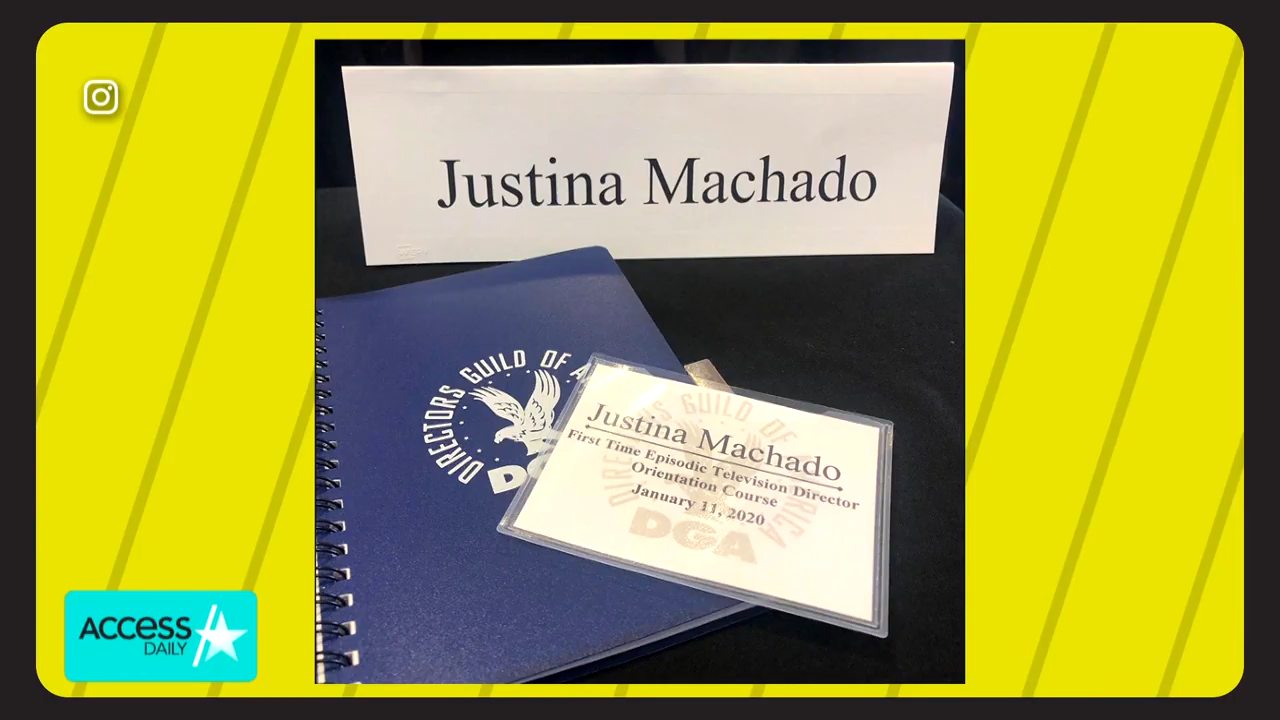 Justina Machado
DIRECTORS GUILD OF
Justina Machado
First Time Episodic Television Director
Orientation Course
January 11, 2020
DGA
ACCESS
DAILY